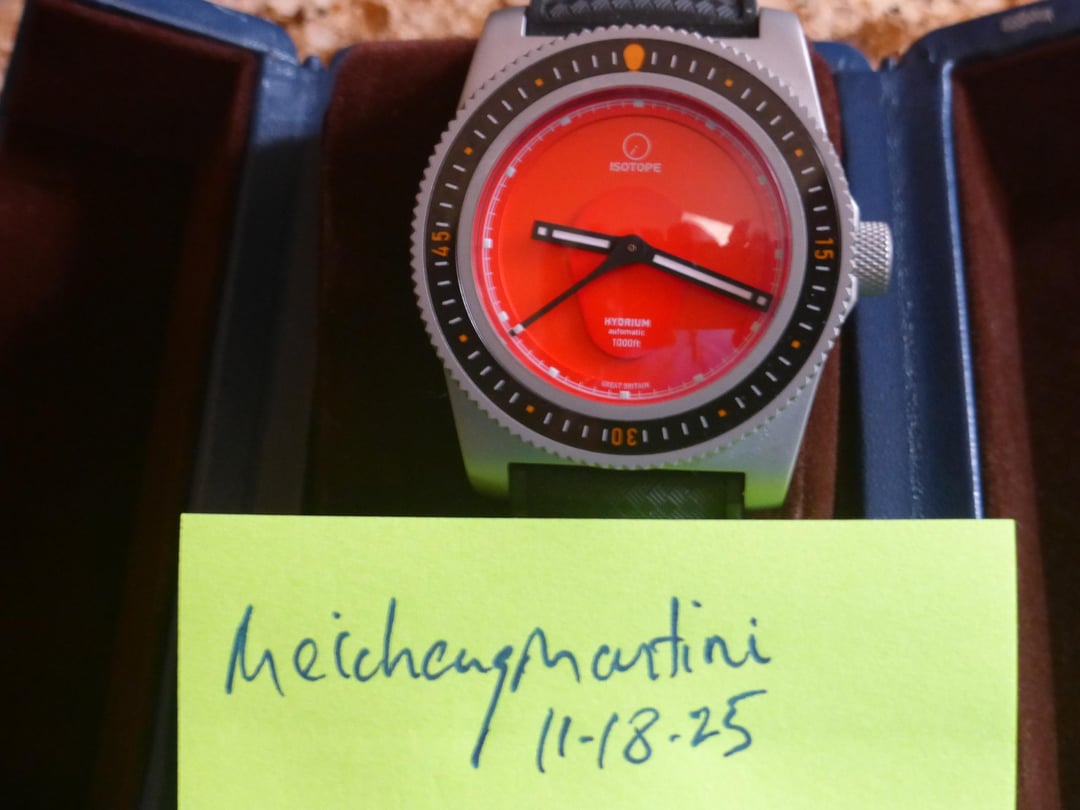 ISOTOPE
45
15
HYDRIUM
automatic
1000ft
GREAT BRITAIN
30
MeichengMartini
11-18-25